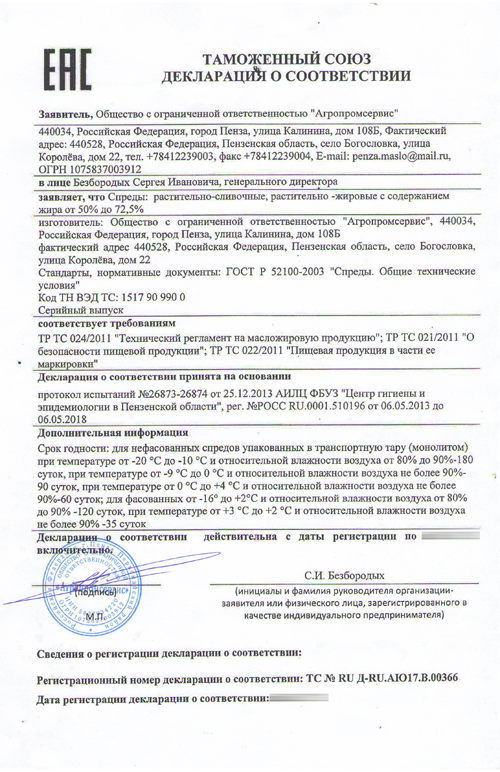 EAC
ТАМОЖЕННЫЙ СОЮЗ
ДЕКЛАРАЦИЯ О СООТВЕТСТВИИ
Заявитель, Общество с ограниченной ответственностью "Агропромсервис"
440034, Российская Федерация, город Пенза, улица Калинина, дом 108Б, Фактический
адрес: 440528, Российская Федерация, Пензенская область, село Богословка, улица
Королёва, дом 22, тел. +78412239003, факс +78412239004, E-mail: penza.maslo@mail.ru,
ОГРН 1075837003912
в лице Безбородых Сергея Ивановича, генерального директора
заявляет, что Спреды: растительно-сливочные, растительно -жировые с содержанием
жира от 50% до 72,5%
изготовитель: Общество с ограниченной ответственностью "Агропромсервис", 440034,
Российская Федерация, город Пенза, улица Калинина, дом 108Б
фактический адрес 440528, Российская Федерация, Пензенская область, село Богословка,
улица Королёва, дом 22
Стандарты, нормативные документы: ГОСТ Р 52100-2003 "Спреды. Общие технические
условия"
Код ТН ВЭД ТС: 1517 90 990 0
Серийный выпуск
соответствует требованиям
ТР ТС 024/2011 "Технический регламент на масложировую продукцию"; ТР ТС 021/2011 "О
безопасности пищевой продукции"; ТР ТС 022/2011 "Пищевая продукция в части ее
маркировки"
Декларация о соответствии принята на основании
протокол испытаний №26873-26874 от 25.12.2013 АИЛЦ ФБУЗ "Центр гигиены и
эпидемиологии в Пензенской области", рег. №РОСС RU.0001.510196 от 06.05.2013 до
06.05.2018
Дополнительная информация
Срок годности: для нефасованных спредов упакованных в транспортную тару (монолитом)
при температуре от -20 °С до -10 °С и относительной влажности воздуха от 80% до 90%-180
суток, при температуре от -9 °С до 0 °С и относительной влажности воздуха не более 90%-
90 суток, при температуре от 0 °С до +4 °С и относительной влажности воздуха не более
90%-60 суток; для фасованных от -16° до +2°С и относительной влажности воздуха от 80%
до 90% -120 суток, при температуре от +3 °С до +2 °С и относительной влажности воздуха
не более 90% -35 суток
Декларация о соответствии действительна с даты регистрации по
включительно.
С.И. Безбородых
(подпись)
(инициалы и фамилия руководителя организации-
заявителя или физического лица, зарегистрированного в
качестве индивидуального предпринимателя)
М.П.
Сведения о регистрации декларации о соответствии:
Регистрационный номер декларации о соответствии: ТС № RU Д-RU.АЮ17.В.00366
Дата регистрации декларации о соответствии: